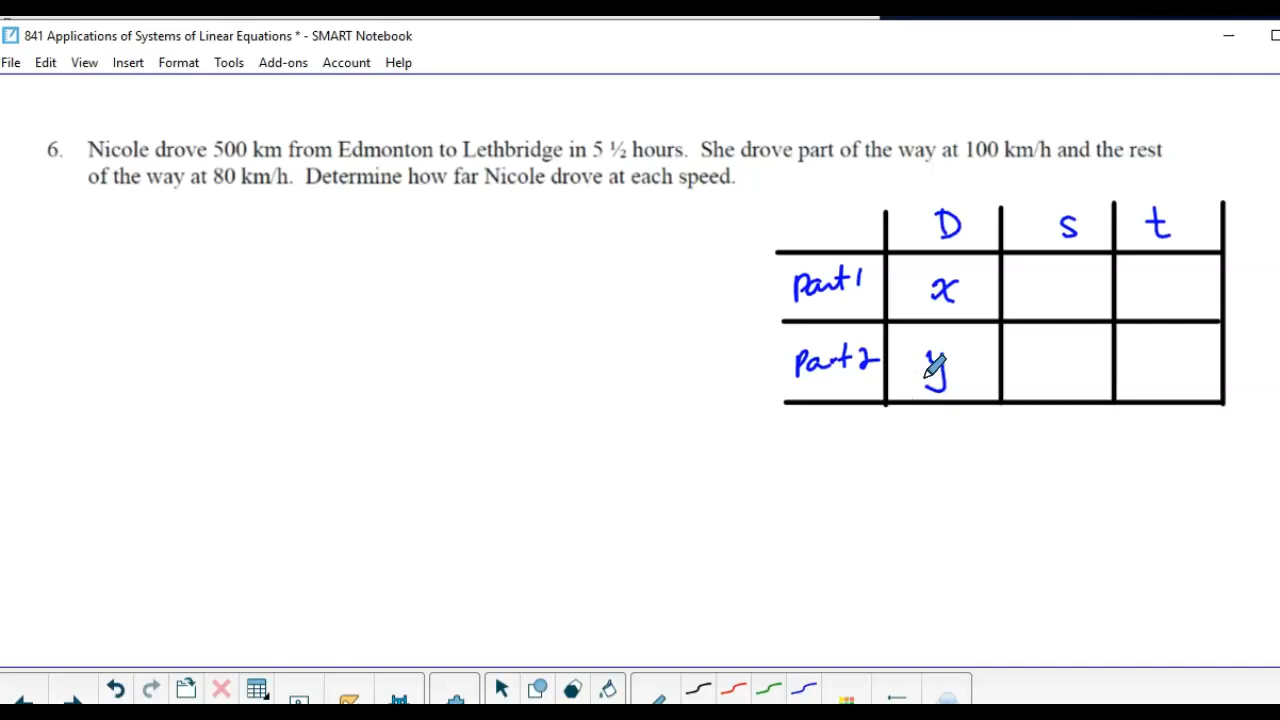 841 Applications of Systems of Linear Equations * - SMART Notebook
File Edit View Insert Format Tools Add-ons Account Help
6. Nicole drove 500 km from Edmonton to Lethbridge in 5 ½ hours. She drove part of the way at 100 km/h and the rest
of the way at 80 km/h. Determine how far Nicole drove at each speed.
D s t
Part 1 x
Part 2 y